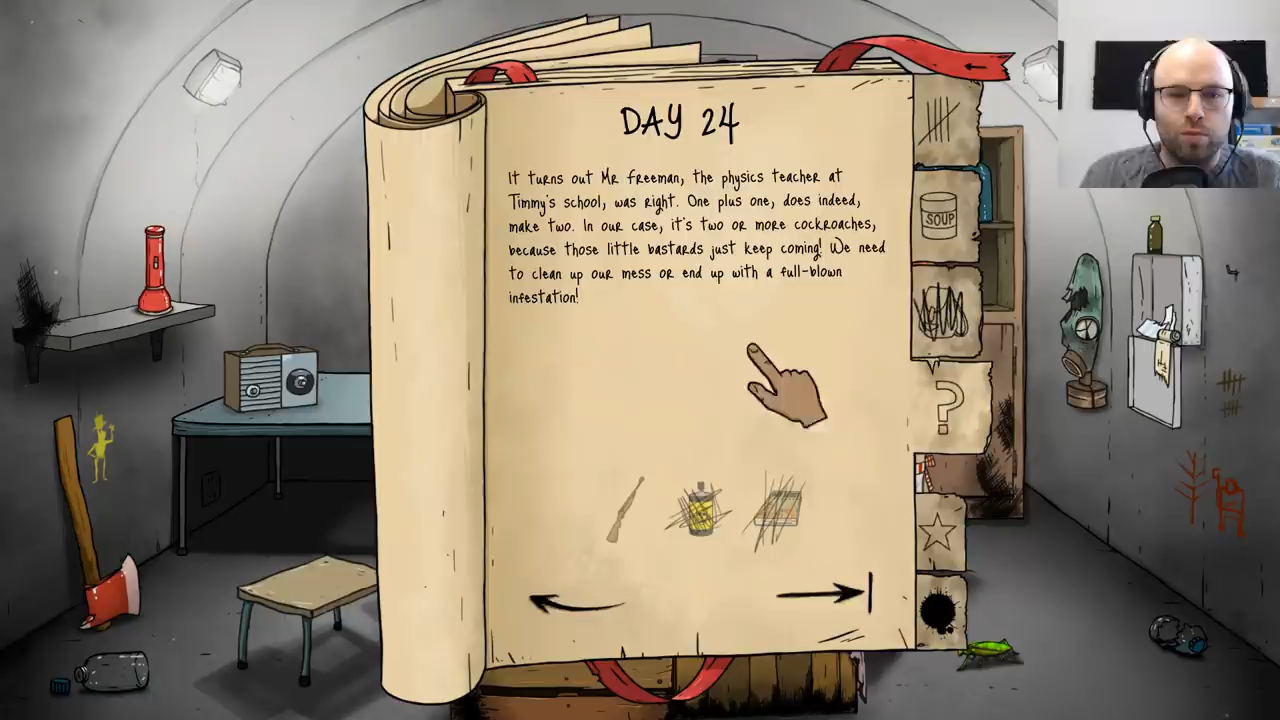 DAY 24
It turns out Mr Freeman, the physics teacher at
Timmy's school, was right. One plus one, does indeed,
make two. In our case, it's two or more cockroaches,
because those little bastards just keep coming! We need
to clean up our mess or end up with a full-blown
infestation!
SOUP